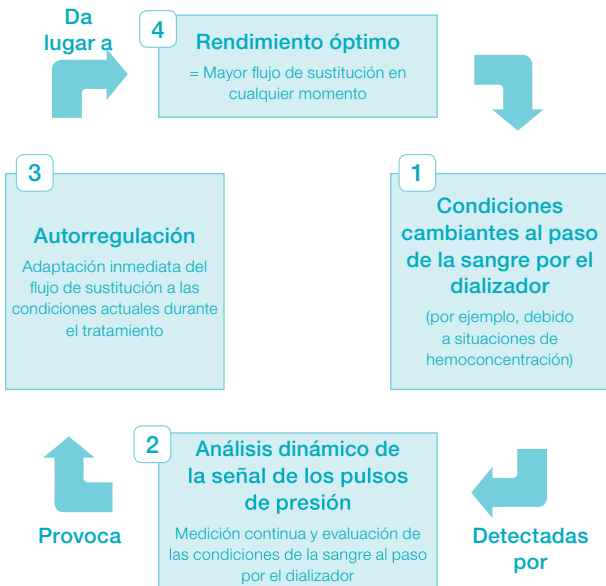 Da
lugar a
4
Rendimiento óptimo
= Mayor flujo de sustitución en
cualquier momento
3
Autorregulación
Adaptación inmediata del
flujo de sustitución a las
condiciones actuales durante
el tratamiento
1
Condiciones
cambiantes al paso
de la sangre por el
dializador
(por ejemplo, debido
a situaciones de
hemoconcentración)
Provoca
2
Análisis dinámico de
la señal de los pulsos
de presión
Medición continua y evaluación de
las condiciones de la sangre al paso
por el dializador
Detectadas
por